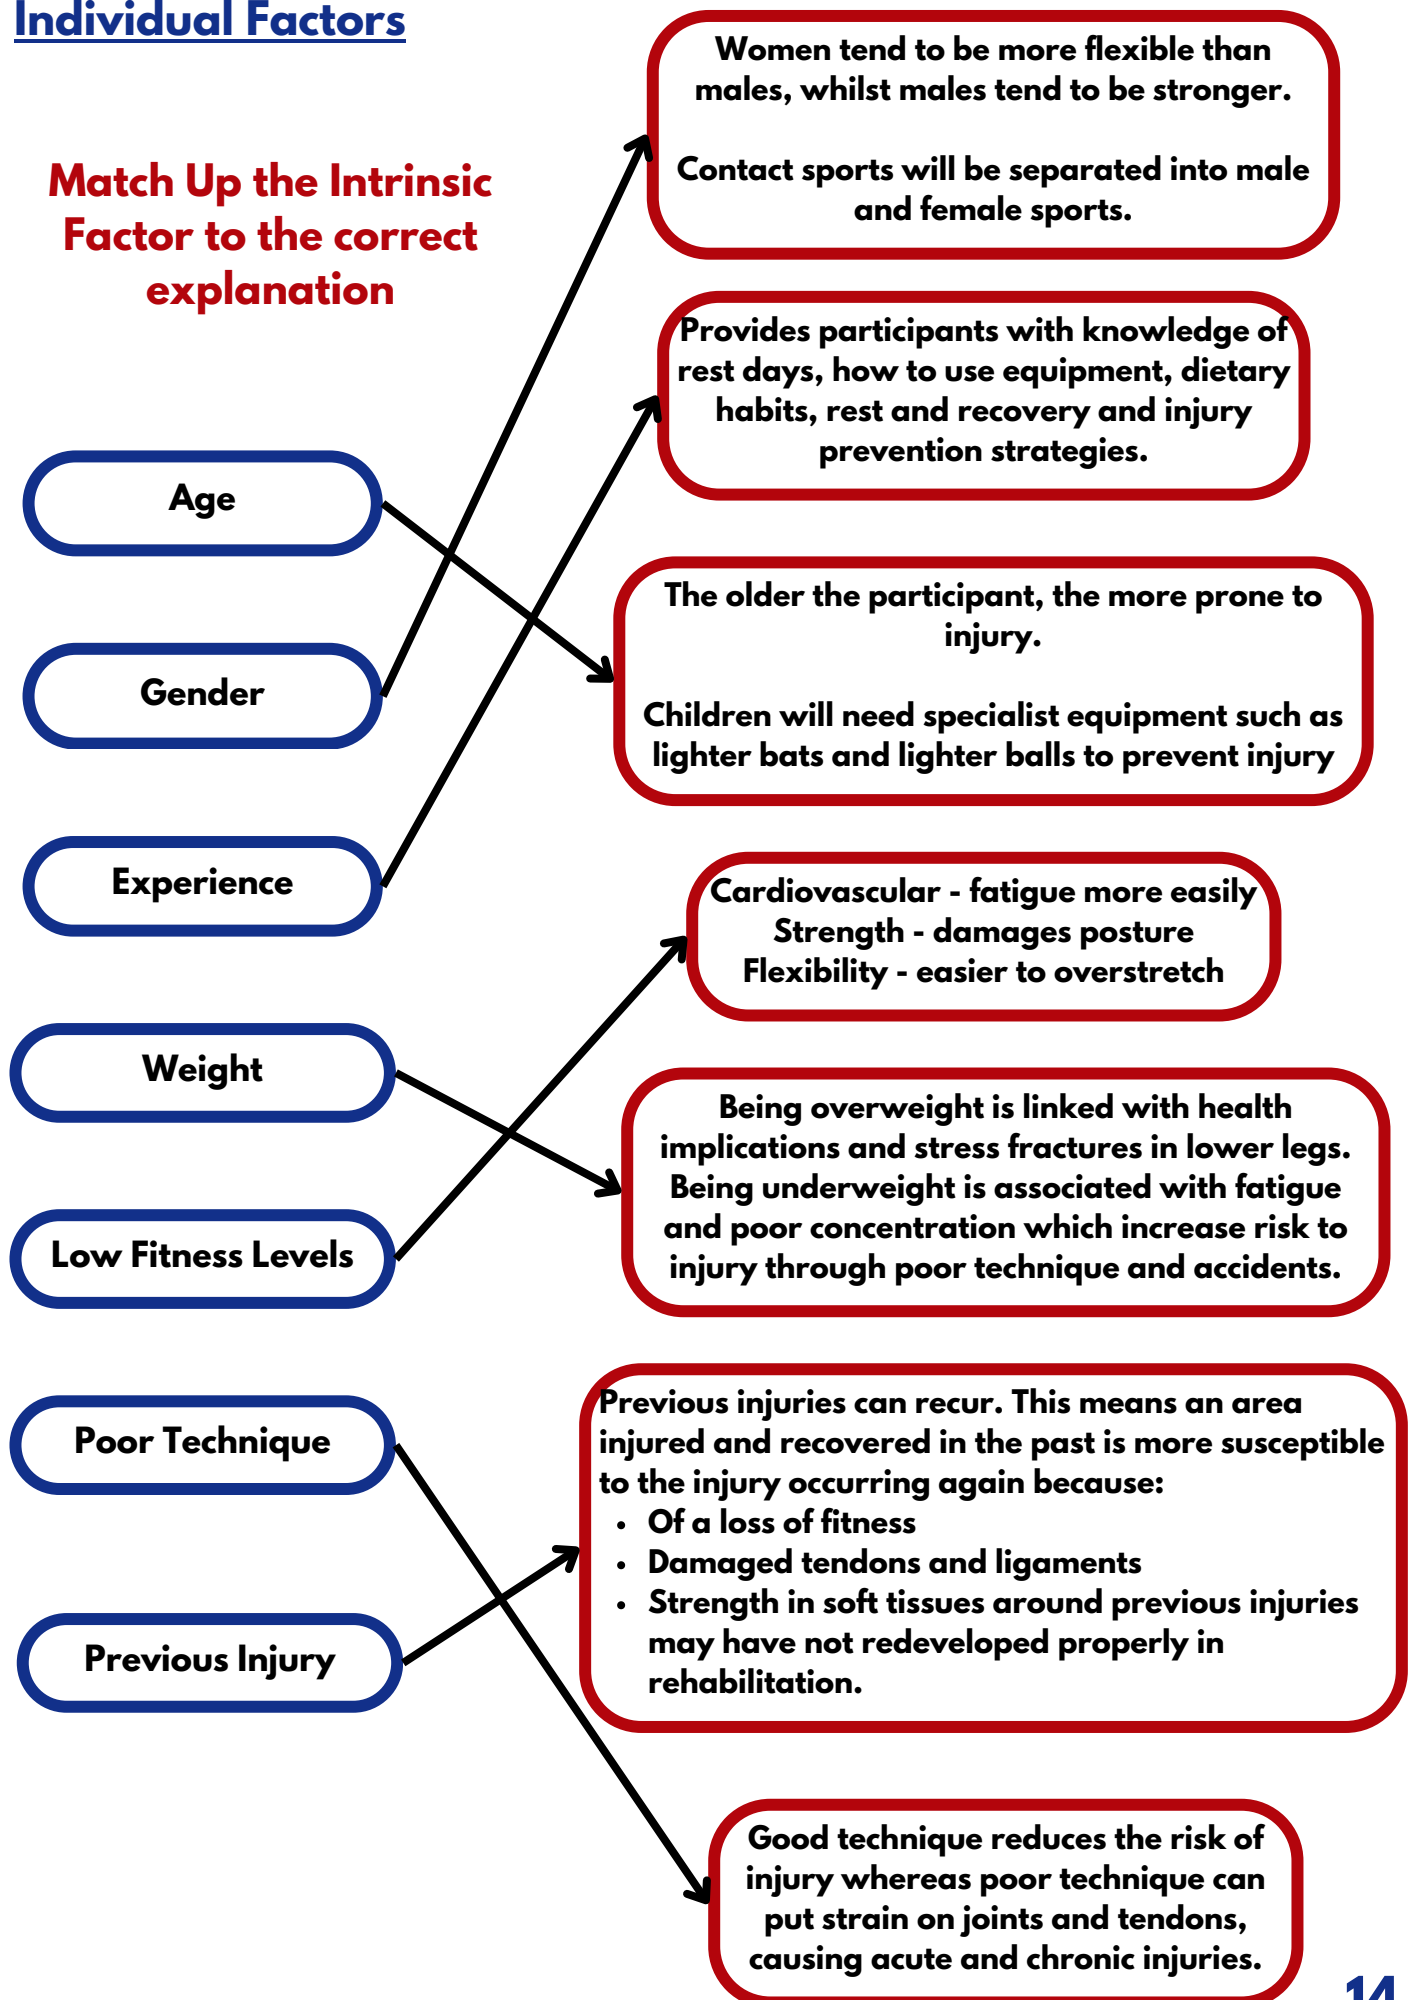 Individual Factors
Match Up the Intrinsic
Factor to the correct
explanation
Age
Gender
Experience
Weight
Low Fitness Levels
Poor Technique
Previous Injury
Women tend to be more flexible than
males, whilst males tend to be stronger.
Contact sports will be separated into male
and female sports.
Provides participants with knowledge of
rest days, how to use equipment, dietary
habits, rest and recovery and injury
prevention strategies.
The older the participant, the more prone to
injury.
Children will need specialist equipment such as
lighter bats and lighter balls to prevent injury
Cardiovascular - fatigue more easily
Strength - damages posture
Flexibility - easier to overstretch
Being overweight is linked with health
implications and stress fractures in lower legs.
Being underweight is associated with fatigue
and poor concentration which increase risk to
injury through poor technique and accidents.
Previous injuries can recur. This means an area
injured and recovered in the past is more susceptible
to the injury occurring again because:
• Of a loss of fitness
• Damaged tendons and ligaments
• Strength in soft tissues around previous injuries
may have not redeveloped properly in
rehabilitation.
Good technique reduces the risk of
injury whereas poor technique can
put strain on joints and tendons,
causing acute and chronic injuries.
14